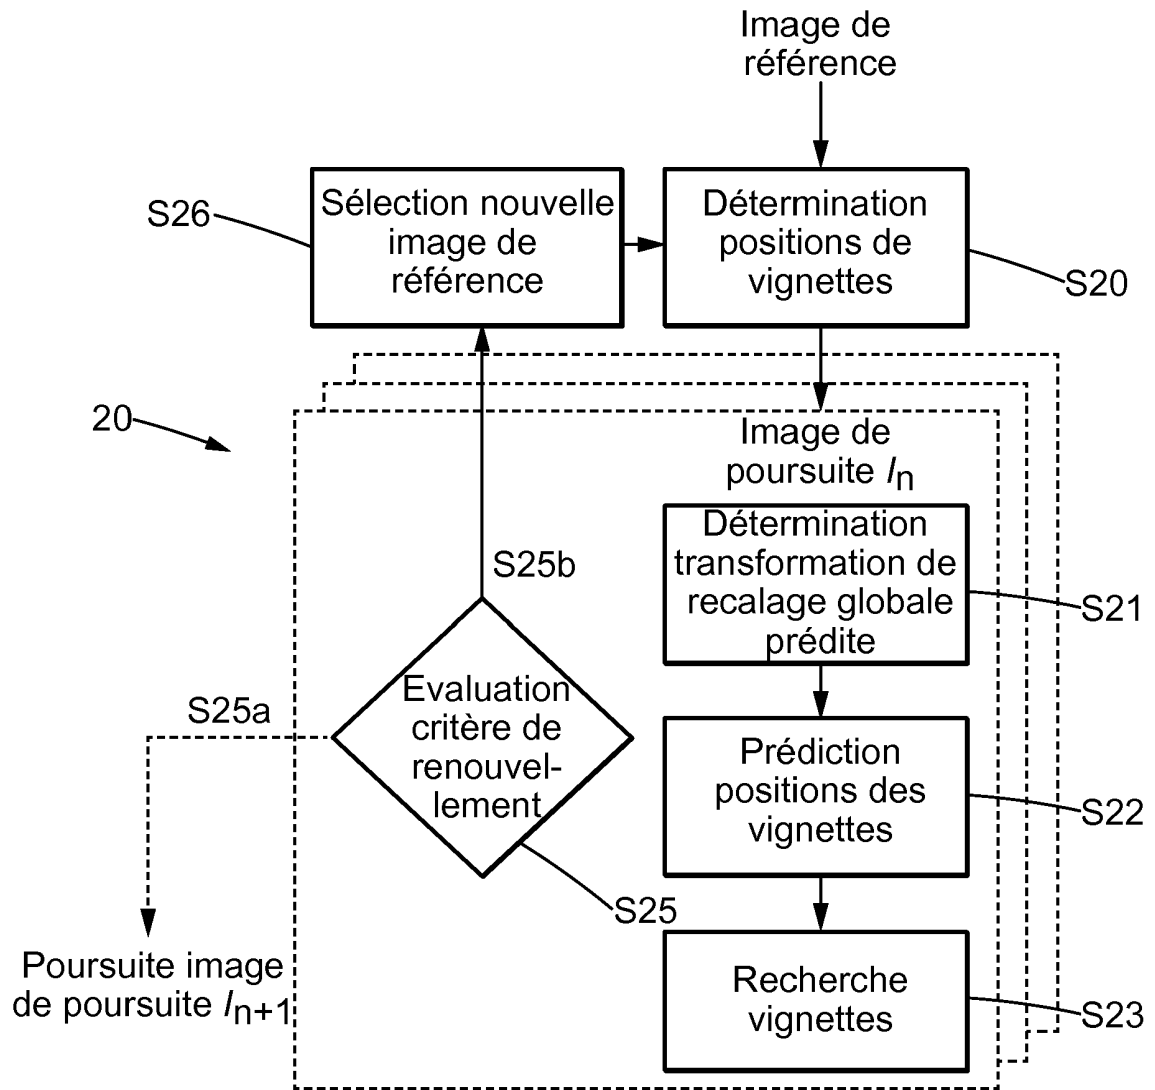 Image de
référence
Sélection nouvelle
image de
référence
S26
Détermination
positions de
vignettes
S20
20
Image de
poursuite In
Détermination
transformation de
recalage globale
prédite
S21
S25b
Evaluation
critère de
renouvel-
lement
S25a
S25
Prédiction
positions des
vignettes
S22
Poursuite image
de poursuite In+1
Recherche
vignettes
S23